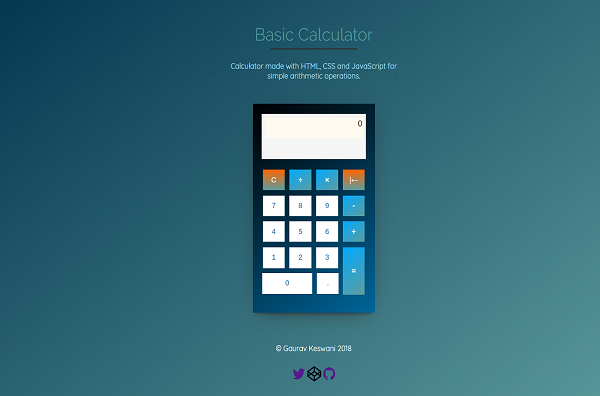 Basic Calculator
Calculator made with HTML, CSS and JavaScript for
simple arithmetic operations.
0
C ÷ × |←
7 8 9 -
4 5 6 +
1 2 3
=
0 .
© Gaurav Keswani 2018